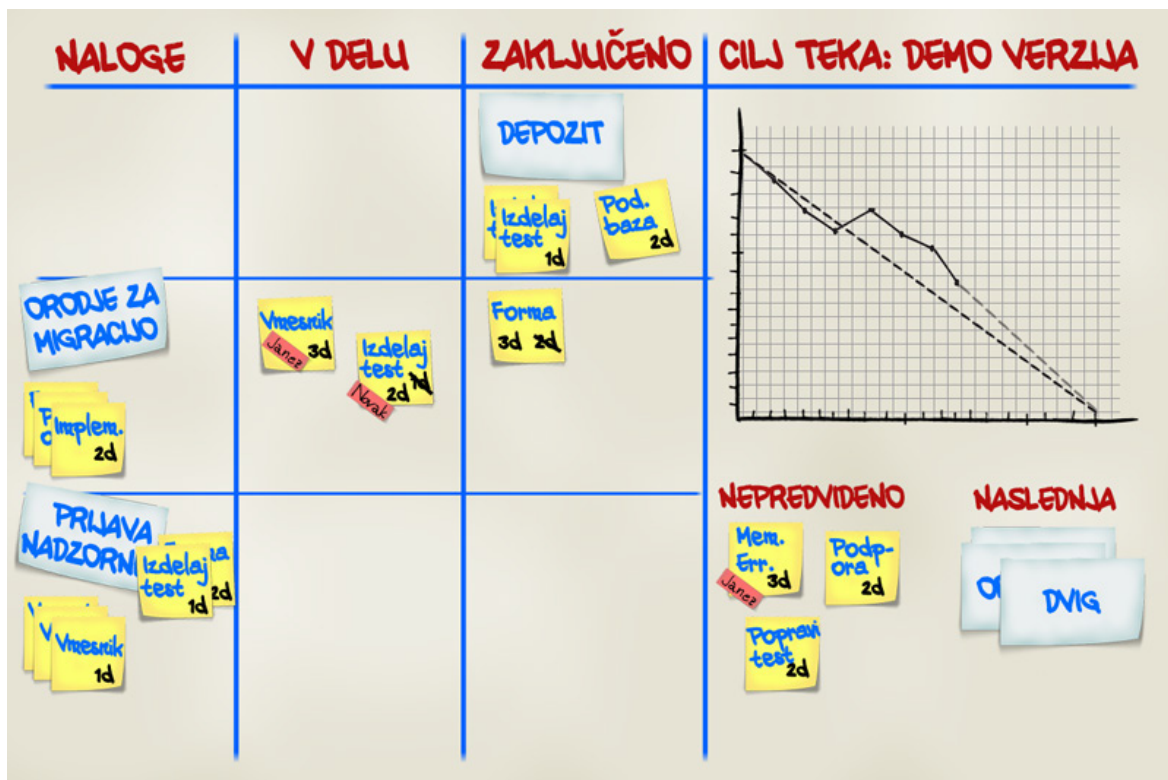 NALOGE
V DELU
ZAKLJUČENO
CILJ TEKA: DEMO VERZIJA
DEPOZIT
Izdelaj
test
1d
Pod.
baza
2d
ORODJE ZA
MIGRACIJO
Implem.
2d
Vmesnik
Janez
3d
Izdelaj
test
1d
2d
Novak
Forma
3d 2d
PRIJAVA
Izdelaj
test
1d
2d
Vmesnik
1d
NEPREDVIDENO
Mem.
Err.
3d
Janez
Podp-
ora
2d
Popravi
test
2d
NASLEDNJA
DVIG